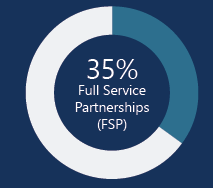 35%
Full Service
Partnerships
(FSP)